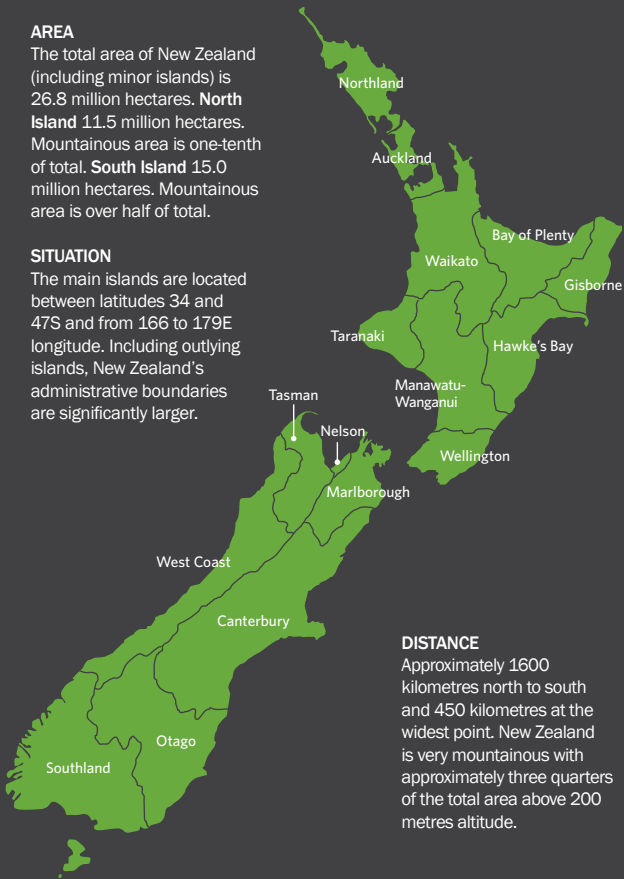 AREA
The total area of New Zealand
(including minor islands) is
26.8 million hectares. North
Island 11.5 million hectares.
Mountainous area is one-tenth
of total. South Island 15.0
million hectares. Mountainous
area is over half of total.
SITUATION
The main islands are located
between latitudes 34 and
47S and from 166 to 179E
longitude. Including outlying
islands, New Zealand's
administrative boundaries
are significantly larger.
Northland
Auckland
Bay of Plenty
Waikato
Gisborne
Taranaki
Hawke's Bay
Manawatu-
Wanganui
Wellington
Tasman
Nelson
Marlborough
West Coast
Canterbury
Otago
Southland
DISTANCE
Approximately 1600
kilometres north to south
and 450 kilometres at the
widest point. New Zealand
is very mountainous with
approximately three quarters
of the total area above 200
metres altitude.